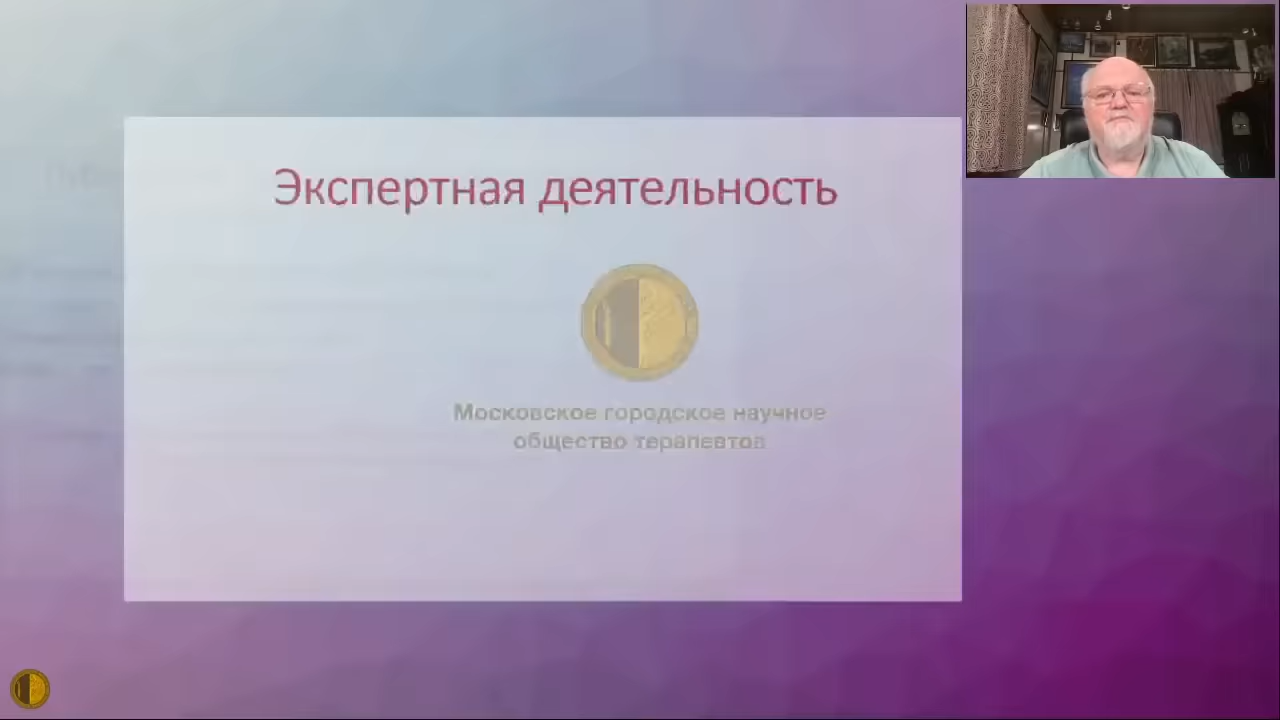 Экспертная деятельность
Московское городское научное
общество терапевтов